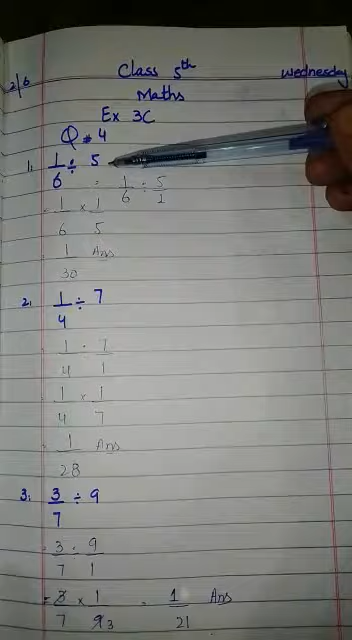 2/6 Class 5th Wednesday
Maths
Ex 3C
Q # 4
1. 1/6 ÷ 5
= 1/6 ÷ 5/1
= 1/6 × 1/5
= 1/30 Ans
2. 1/4 ÷ 7
= 1/4 ÷ 7/1
= 1/4 × 1/7
= 1/28 Ans
3. 3/7 ÷ 9
= 3/7 ÷ 9/1
= 3/7 × 1/9 3 = 1/21 Ans